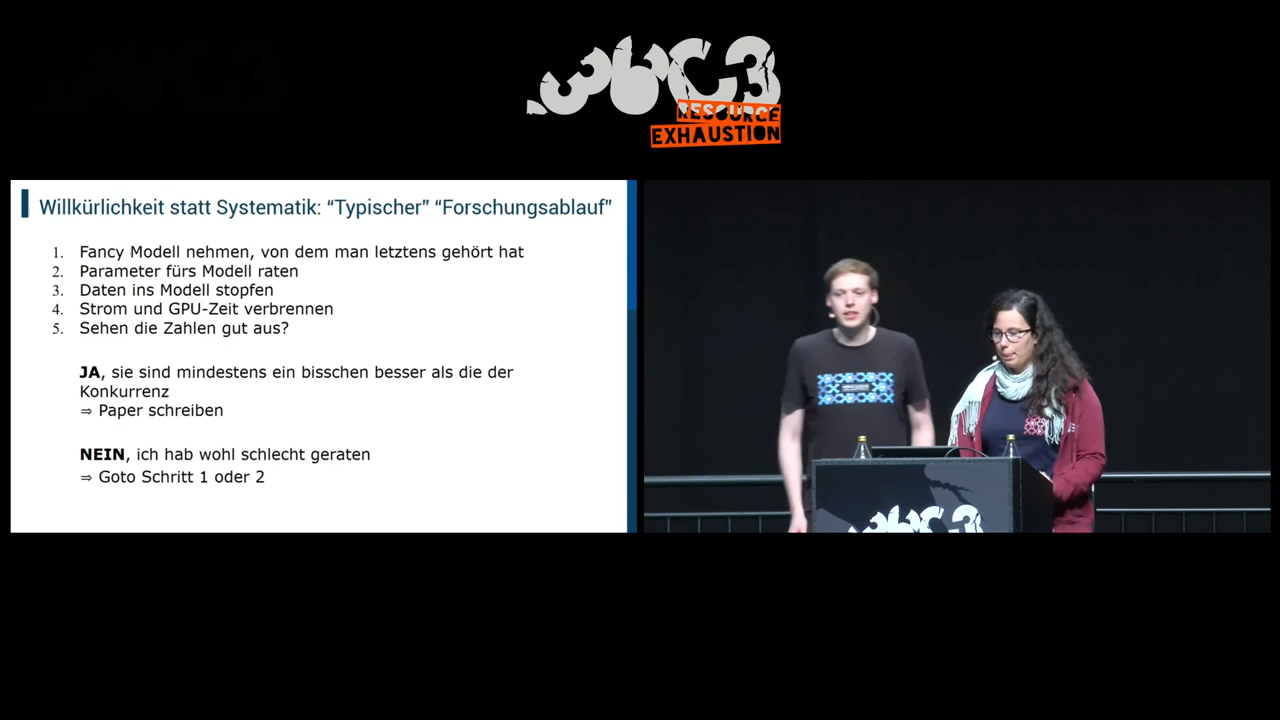 36C3
RESOURCE
EXHAUSTION
Willkürlichkeit statt Systematik: “Typischer” “Forschungsablauf”
1. Fancy Modell nehmen, von dem man letztens gehört hat
2. Parameter fürs Modell raten
3. Daten ins Modell stopfen
4. Strom und GPU-Zeit verbrennen
5. Sehen die Zahlen gut aus?
JA, sie sind mindestens ein bisschen besser als die der
Konkurrenz
⇒ Paper schreiben
NEIN, ich hab wohl schlecht geraten
⇒ Goto Schritt 1 oder 2
36C3